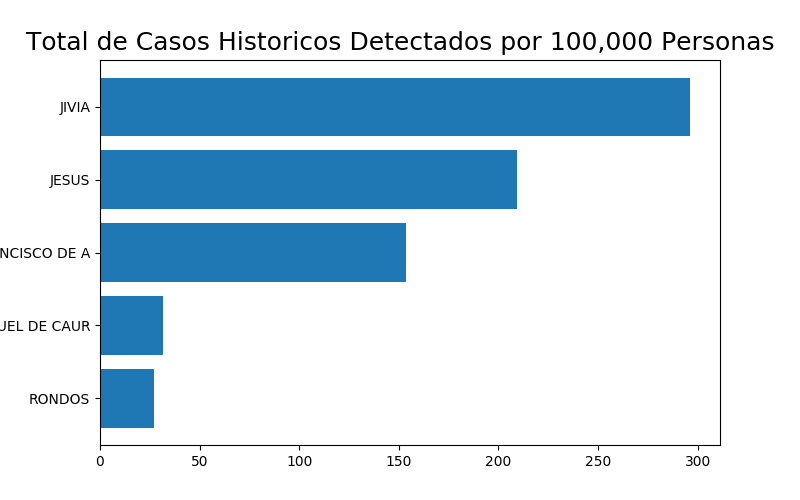 Total de Casos Historicos Detectados por 100,000 Personas
JIVIA
JESUS
NCISCO DE A
UEL DE CAUR
RONDOS
0 50 100 150 200 250 300